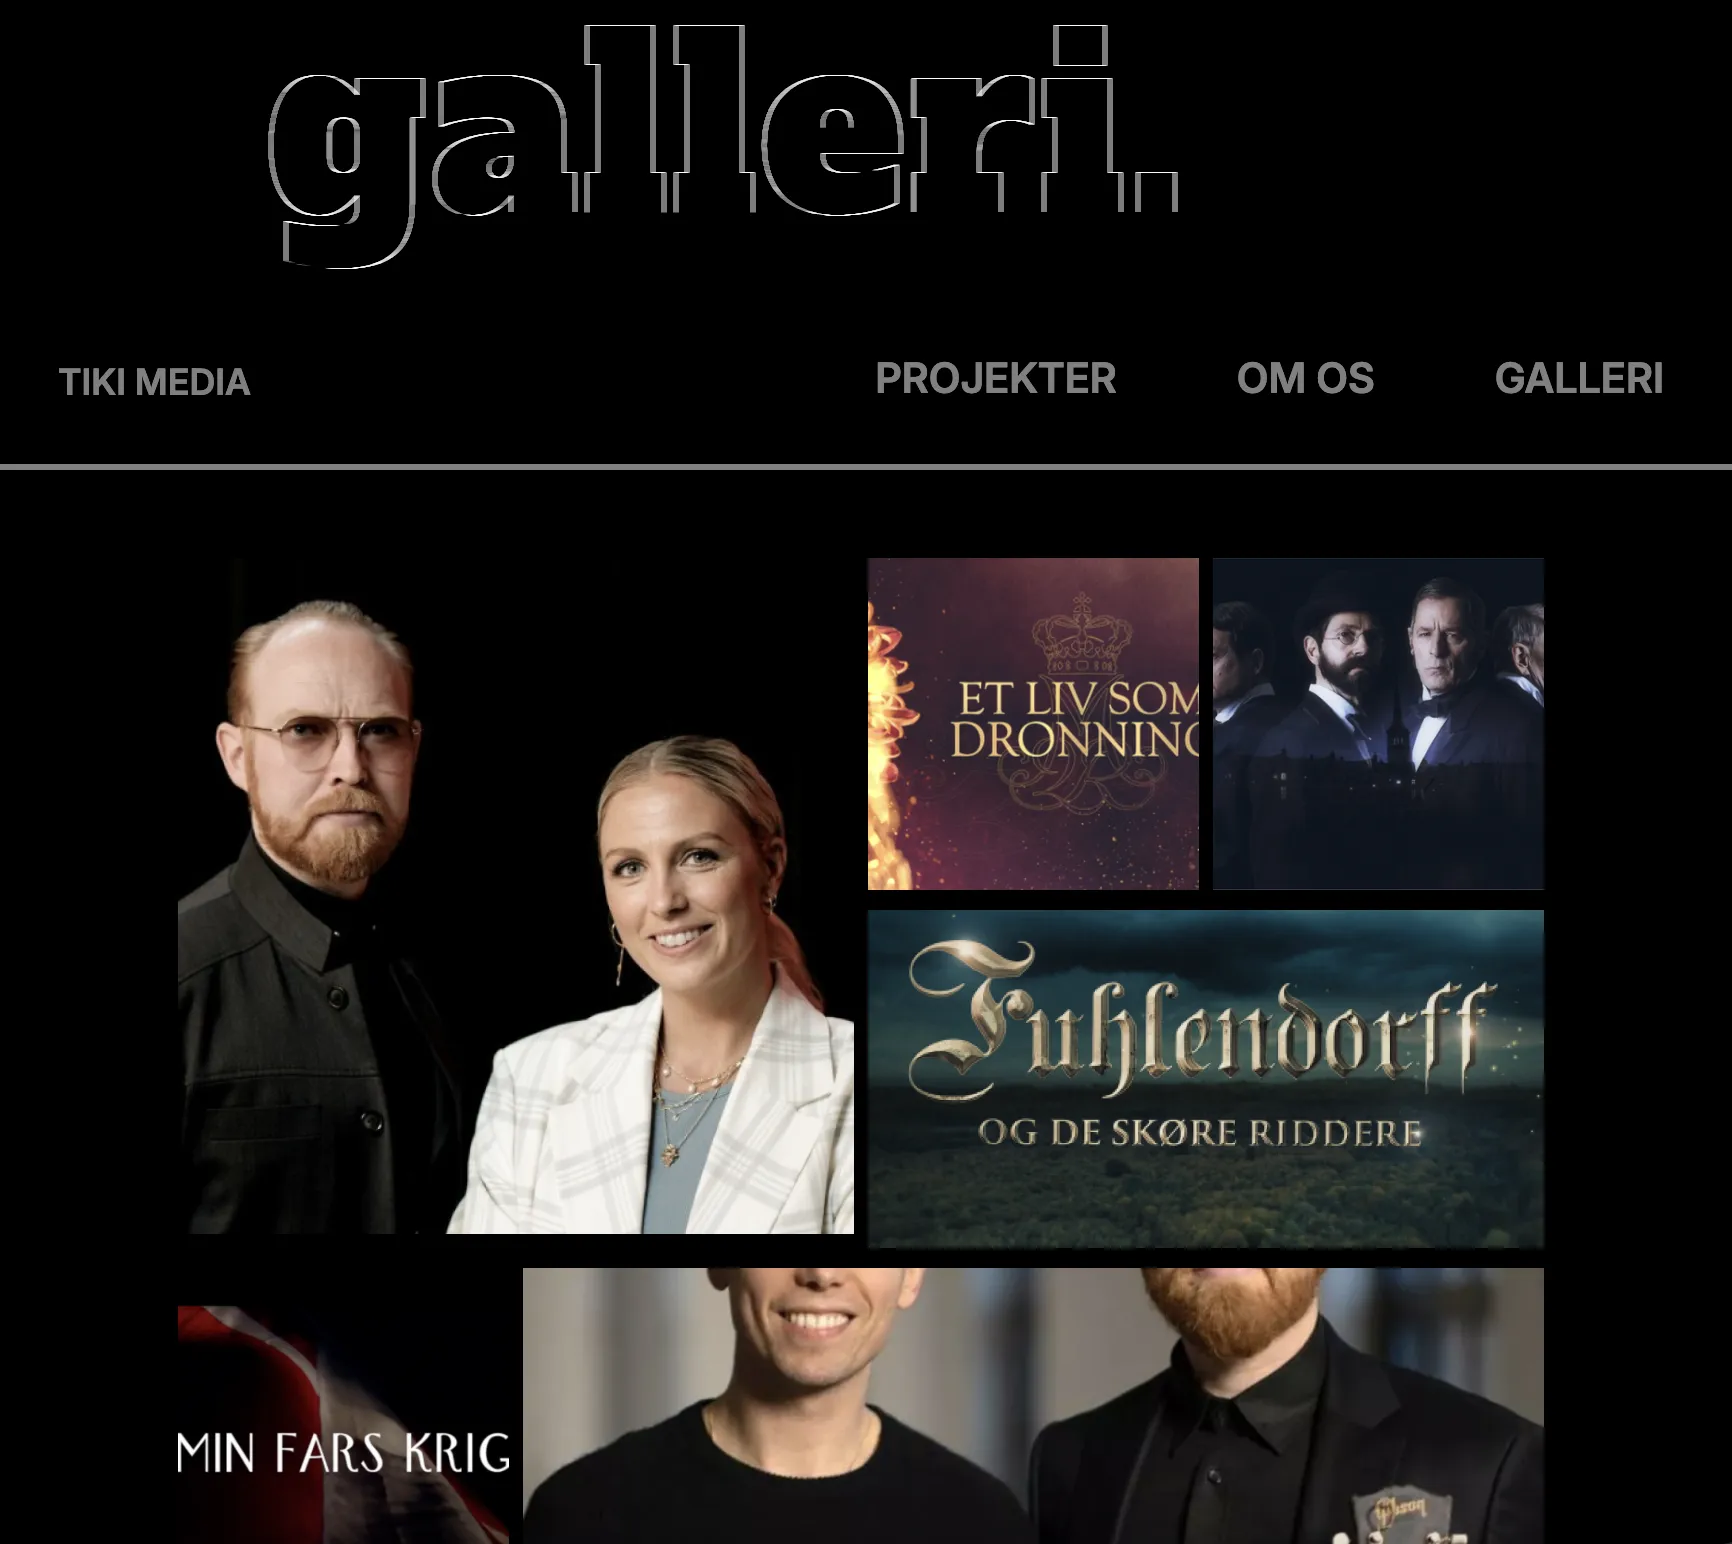 galleri.
TIKI MEDIA PROJEKTER OM OS GALLERI
ET LIV SOM
DRONNING
Fuhlendorff
OG DE SKØRE RIDDERE
MIN FARS KRIG
Gibson